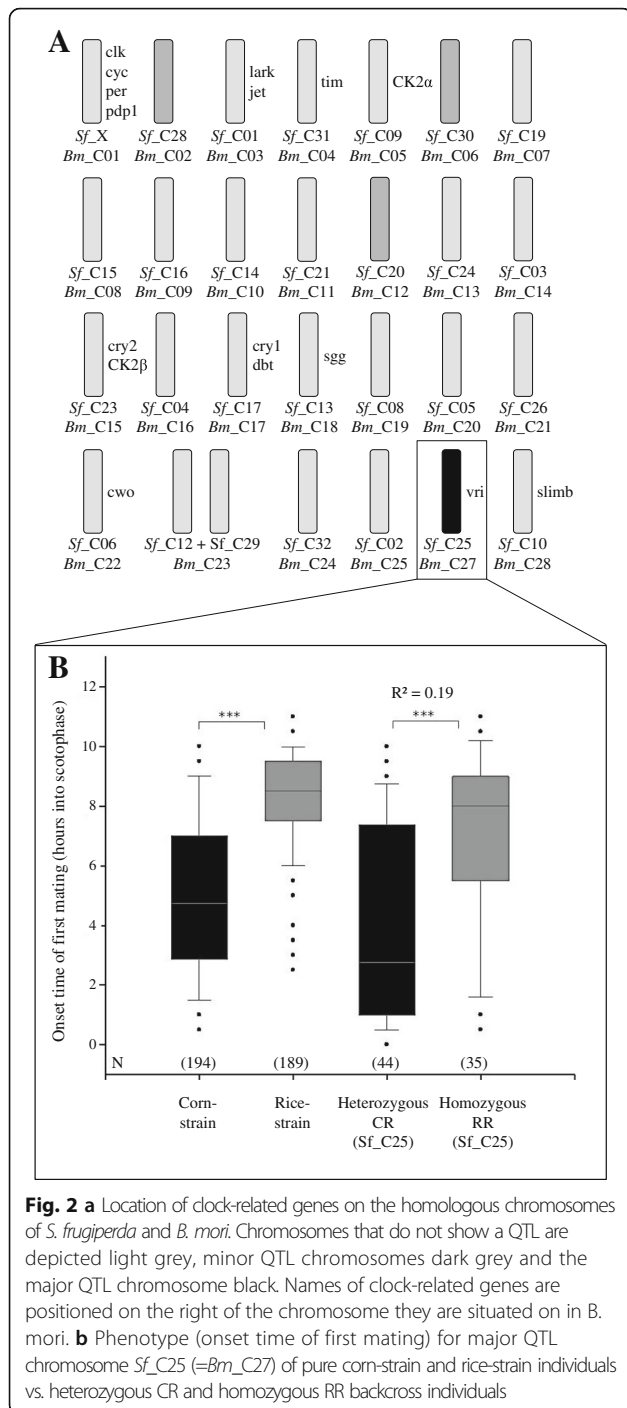 A
clk
cyc
per
pdp1
lark
jet
tim
CK2α
Sf_X
Bm_C01
Sf_C28
Bm_C02
Sf_C01
Bm_C03
Sf_C31
Bm_C04
Sf_C09
Bm_C05
Sf_C30
Bm_C06
Sf_C19
Bm_C07
Sf_C15
Bm_C08
Sf_C16
Bm_C09
Sf_C14
Bm_C10
Sf_C21
Bm_C11
Sf_C20
Bm_C12
Sf_C24
Bm_C13
Sf_C03
Bm_C14
cry2
CK2β
cry1
dbt
sgg
Sf_C23
Bm_C15
Sf_C04
Bm_C16
Sf_C17
Bm_C17
Sf_C13
Bm_C18
Sf_C08
Bm_C19
Sf_C05
Bm_C20
Sf_C26
Bm_C21
cwo
vri
slimb
Sf_C06
Bm_C22
Sf_C12 + Sf_C29
Bm_C23
Sf_C32
Bm_C24
Sf_C02
Bm_C25
Sf_C25
Bm_C27
Sf_C10
Bm_C28
B
Onset time of first mating (hours into scotophase)
12
10
8
6
4
2
0
***
R² = 0.19
***
N (194) (189) (44) (35)
Corn-
strain
Rice-
strain
Heterozygous
CR
(Sf_C25)
Homozygous
RR
(Sf_C25)
Fig. 2 a Location of clock-related genes on the homologous chromosomes
of S. frugiperda and B. mori. Chromosomes that do not show a QTL are
depicted light grey, minor QTL chromosomes dark grey and the
major QTL chromosome black. Names of clock-related genes are
positioned on the right of the chromosome they are situated on in B.
mori. b Phenotype (onset time of first mating) for major QTL
chromosome Sf_C25 (=Bm_C27) of pure corn-strain and rice-strain individuals
vs. heterozygous CR and homozygous RR backcross individuals